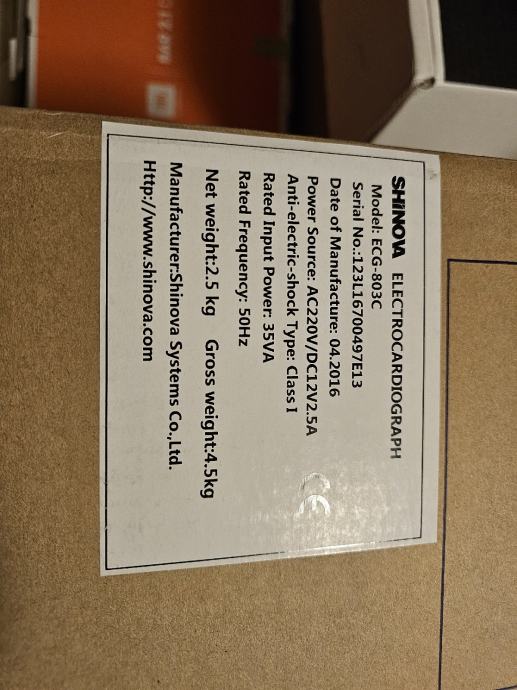 SHINOVA ELECTROCARDIOGRAPH
Model: ECG-803C
Serial No.:123L16700497E13
Date of Manufacture: 04.2016
Power Source: AC220V/DC12V2.5A
Anti-electric-shock Type: Class I
Rated Input Power: 35VA
Rated Frequency: 50Hz
CE
Net weight:2.5 kg Gross weight:4.5kg
Manufacturer:Shinova Systems Co.,Ltd.
Http://www.shinova.com